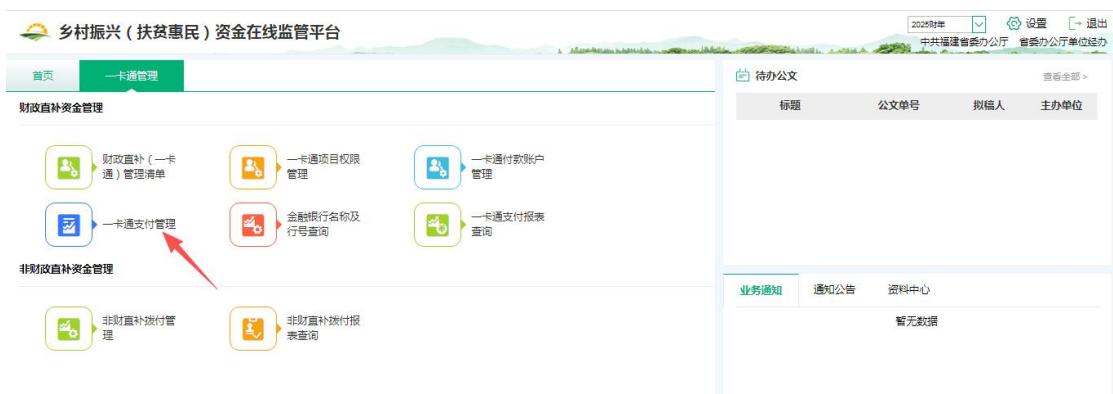 乡村振兴（扶贫惠民）资金在线监管平台
2025财年
设置
退出
中共福建省委办公厅 省委办公厅单位经办
首页
一卡通管理
财政直补资金管理
财政直补（一卡
通）管理清单
一卡通项目权限
管理
一卡通付款账户
管理
一卡通支付管理
金融银行名称及
行号查询
一卡通支付报表
查询
非财政直补资金管理
非财直补拨付管
理
非财直补拨付报
表查询
待办公文
查看全部 >
标题 公文单号 拟稿人 主办单位
业务通知 通知公告 资料中心
暂无数据